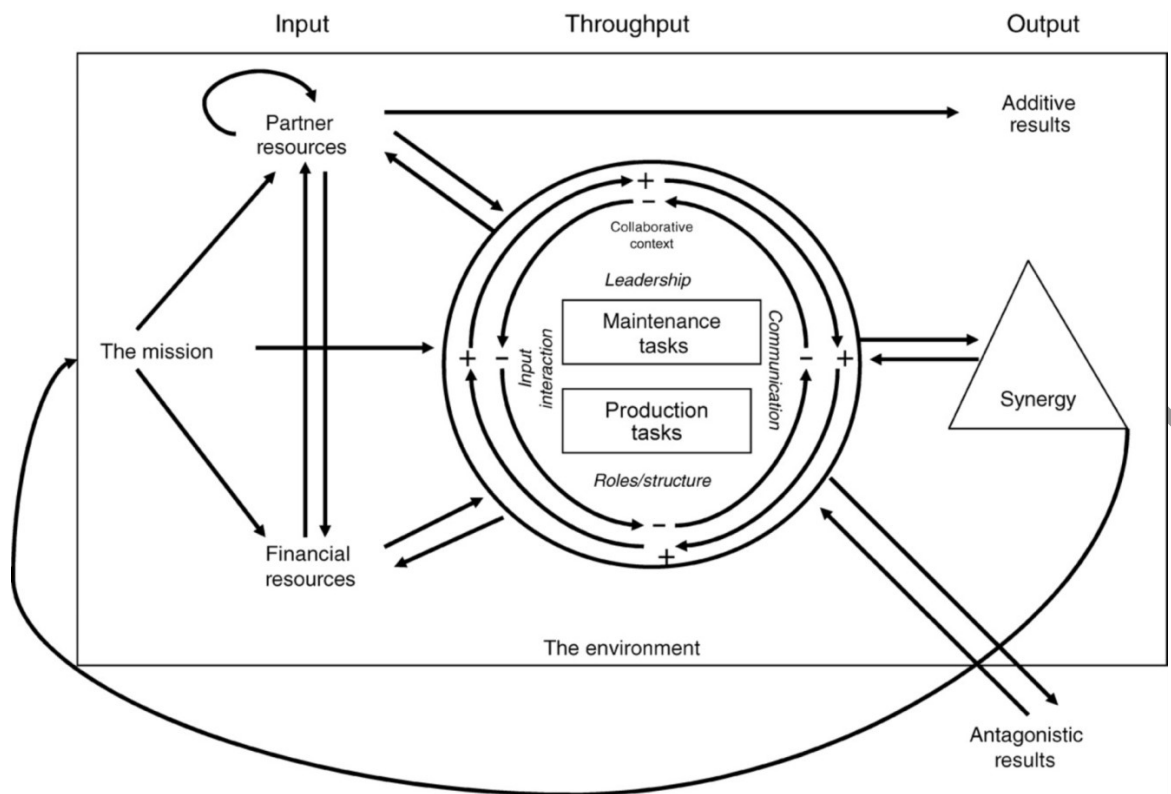 Input
Throughput
Output
Partner
resources
Additive
results
+
−
Collaborative
context
Leadership
Maintenance
tasks
The mission
+
−
Input
interaction
Communication
−
+
Synergy
Production
tasks
Roles/structure
−
+
Financial
resources
The environment
Antagonistic
results